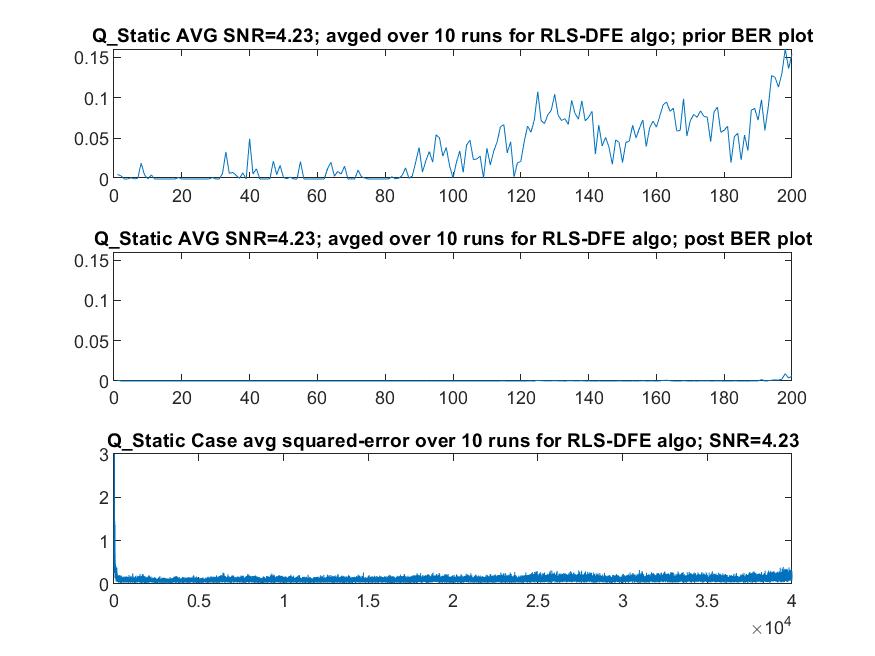 Q_Static AVG SNR=4.23; avged over 10 runs for RLS-DFE algo; prior BER plot
0.15
0.1
0.05
0
0 20 40 60 80 100 120 140 160 180 200
Q_Static AVG SNR=4.23; avged over 10 runs for RLS-DFE algo; post BER plot
0.15
0.1
0.05
0
0 20 40 60 80 100 120 140 160 180 200
Q_Static Case avg squared-error over 10 runs for RLS-DFE algo; SNR=4.23
3
2
1
0
0 0.5 1 1.5 2 2.5 3 3.5 4
×10⁴